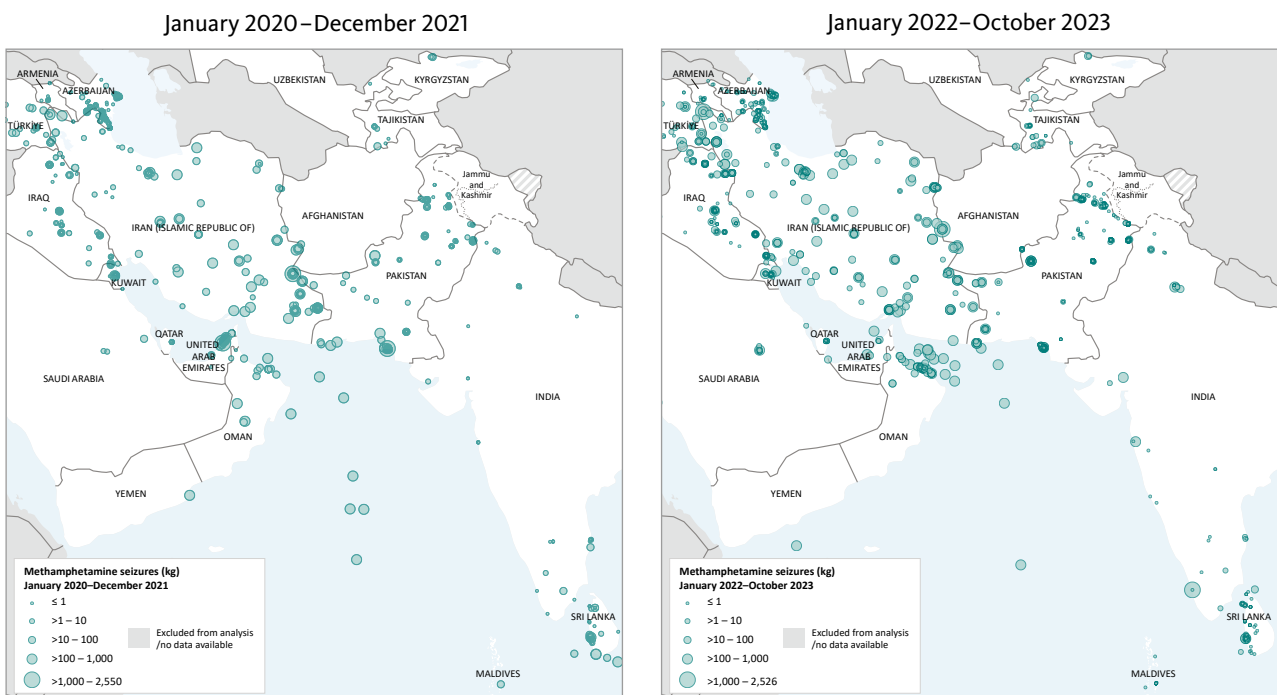 January 2020–December 2021
ARMENIA
AZERBAIJAN
TÜRKİYE
UZBEKISTAN
KYRGYZSTAN
TAJIKISTAN
Jammu
and
Kashmir
IRAQ
AFGHANISTAN
IRAN (ISLAMIC REPUBLIC OF)
PAKISTAN
KUWAIT
QATAR
UNITED
ARAB
EMIRATES
SAUDI ARABIA
INDIA
OMAN
YEMEN
SRI LANKA
MALDIVES
Methamphetamine seizures (kg)
January 2020–December 2021
≤ 1
>1 – 10
>10 – 100
>100 – 1,000
>1,000 – 2,550
Excluded from analysis
/no data available
January 2022–October 2023
ARMENIA
AZERBAIJAN
TÜRKİYE
UZBEKISTAN
KYRGYZSTAN
TAJIKISTAN
Jammu
and
Kashmir
IRAQ
AFGHANISTAN
IRAN (ISLAMIC REPUBLIC OF)
PAKISTAN
KUWAIT
QATAR
UNITED
ARAB
EMIRATES
SAUDI ARABIA
INDIA
OMAN
YEMEN
SRI LANKA
MALDIVES
Methamphetamine seizures (kg)
January 2022–October 2023
≤ 1
>1 – 10
>10 – 100
>100 – 1,000
>1,000 – 2,526
Excluded from analysis
/no data available